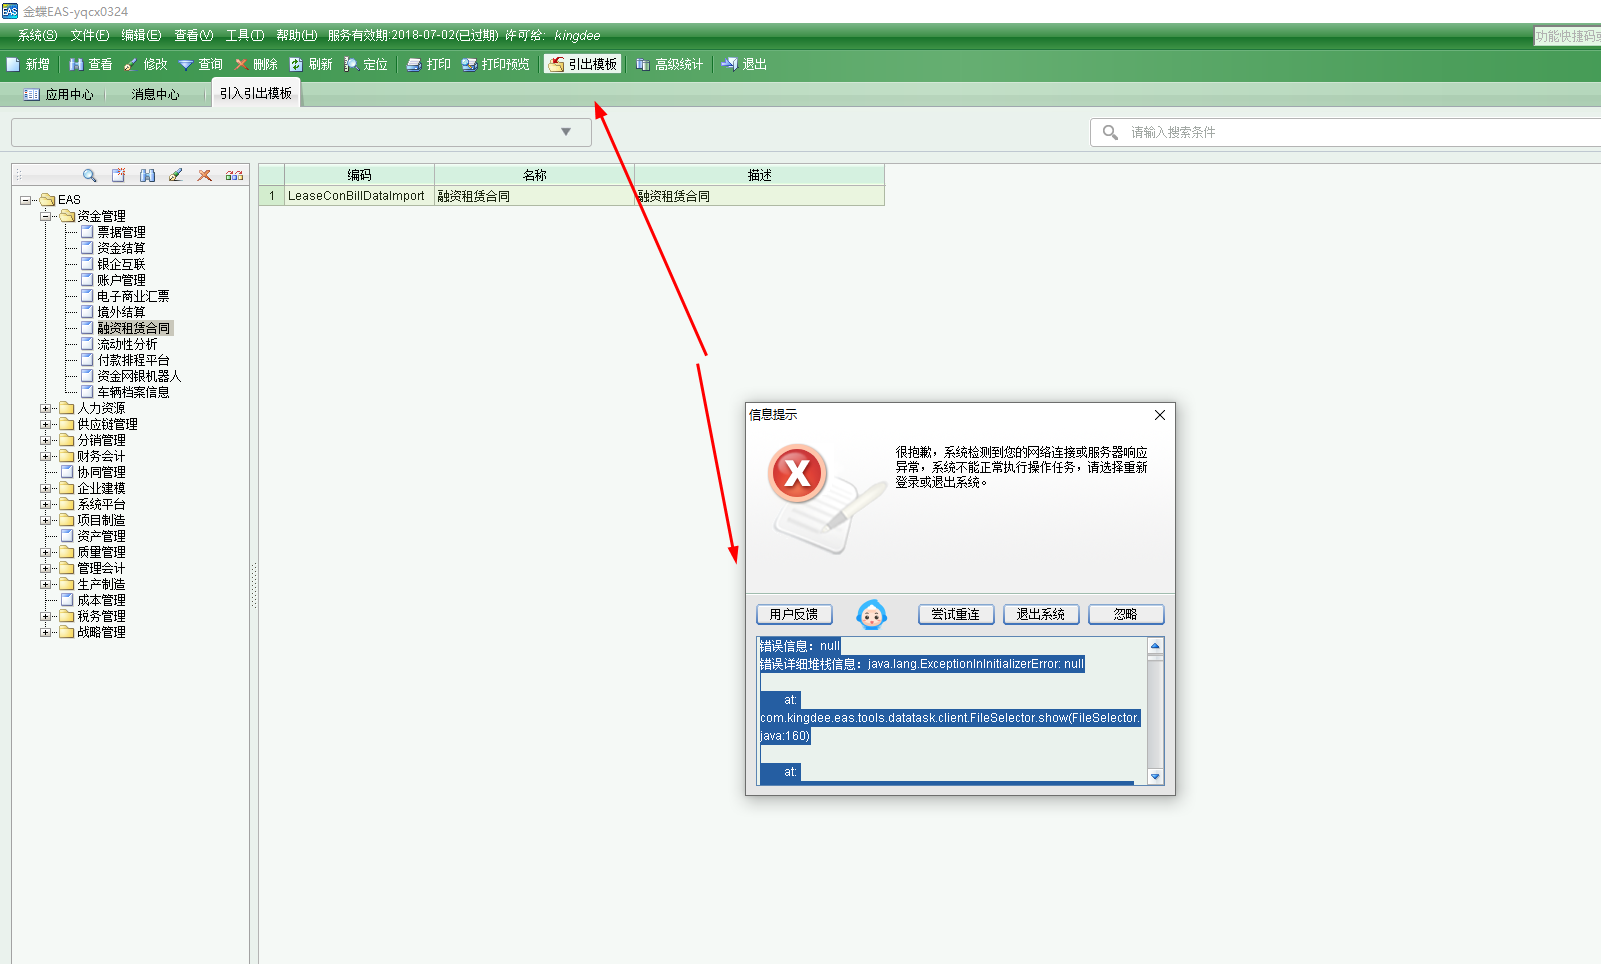 金蝶EAS-yqcx0324
系统(S) 文件(F) 编辑(E) 查看(V) 工具(T) 帮助(H) 服务有效期:2018-07-02(已过期) 许可给: kingdee
功能快捷码
新增 查看 修改 查询 删除 刷新 定位 打印 打印预览 引出模板 高级统计 退出
应用中心 消息中心 引入引出模板
请输入搜索条件
编码 名称 描述
1 LeaseConBillDataImport 融资租赁合同 融资租赁合同
EAS
资金管理
票据管理
资金结算
银企互联
账户管理
电子商业汇票
境外结算
融资租赁合同
流动性分析
付款排程平台
资金网银机器人
车辆档案信息
人力资源
供应链管理
分销管理
财务会计
协同管理
企业建模
系统平台
项目制造
资产管理
质量管理
管理会计
生产制造
成本管理
税务管理
战略管理
信息提示
很抱歉，系统检测到您的网络连接或服务器响应
异常，系统不能正常执行操作任务，请选择重新
登录或退出系统。
用户反馈 尝试重连 退出系统 忽略
错误信息：null
错误详细堆栈信息：java.lang.ExceptionInInitializerError: null
at:
com.kingdee.eas.tools.datatask.client.FileSelector.show(FileSelector.
java:160)
at: